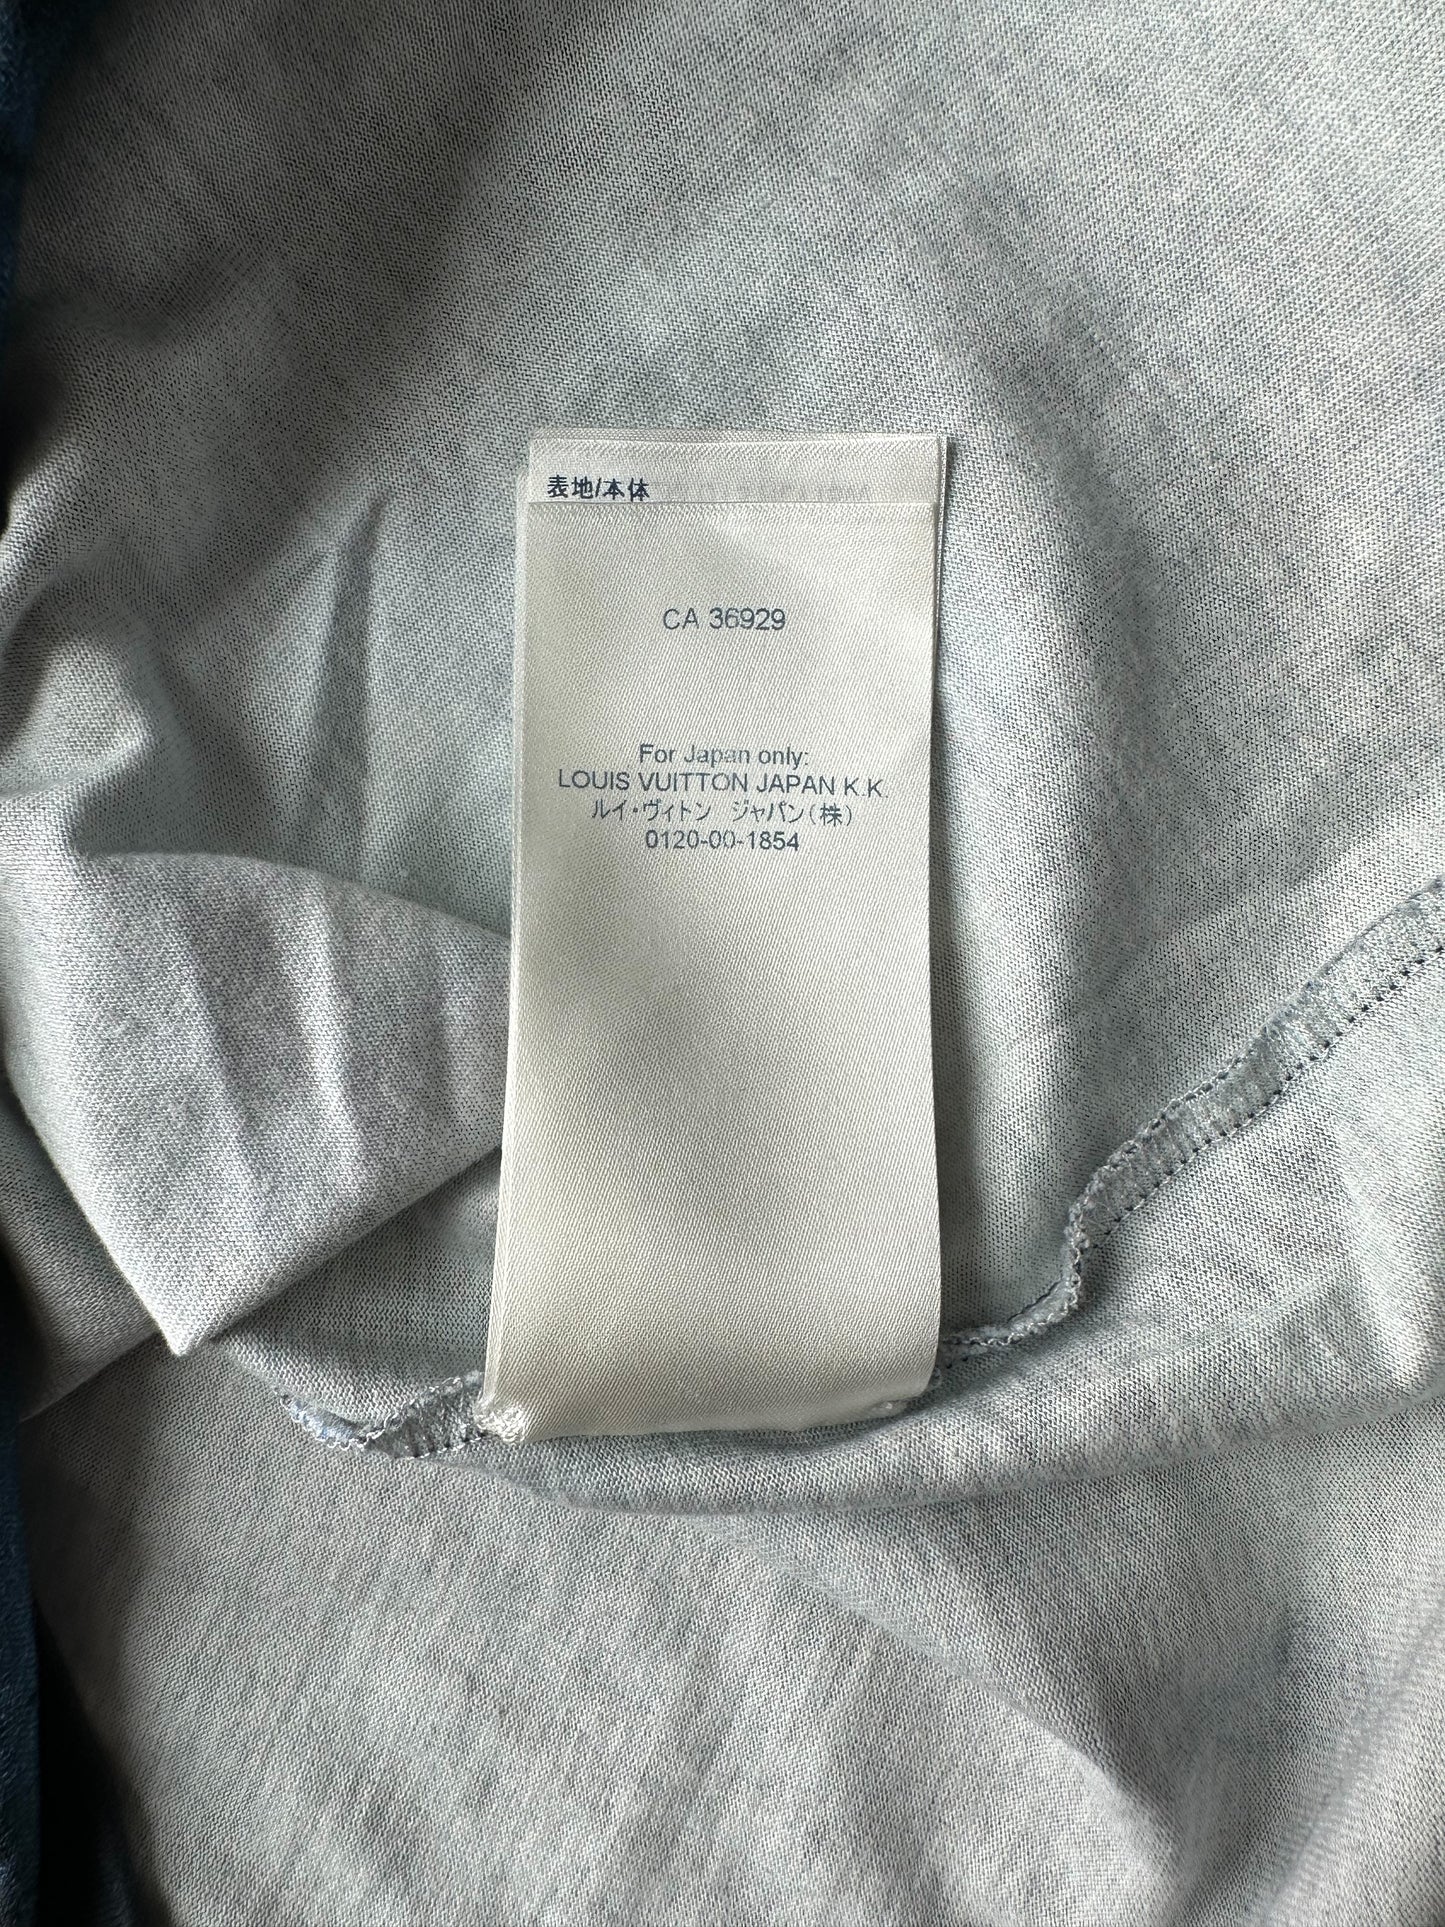 表地/本体
CA 36929
For Japan only:
LOUIS VUITTON JAPAN K.K.
ルイ・ヴィトン ジャパン(株)
0120-00-1854